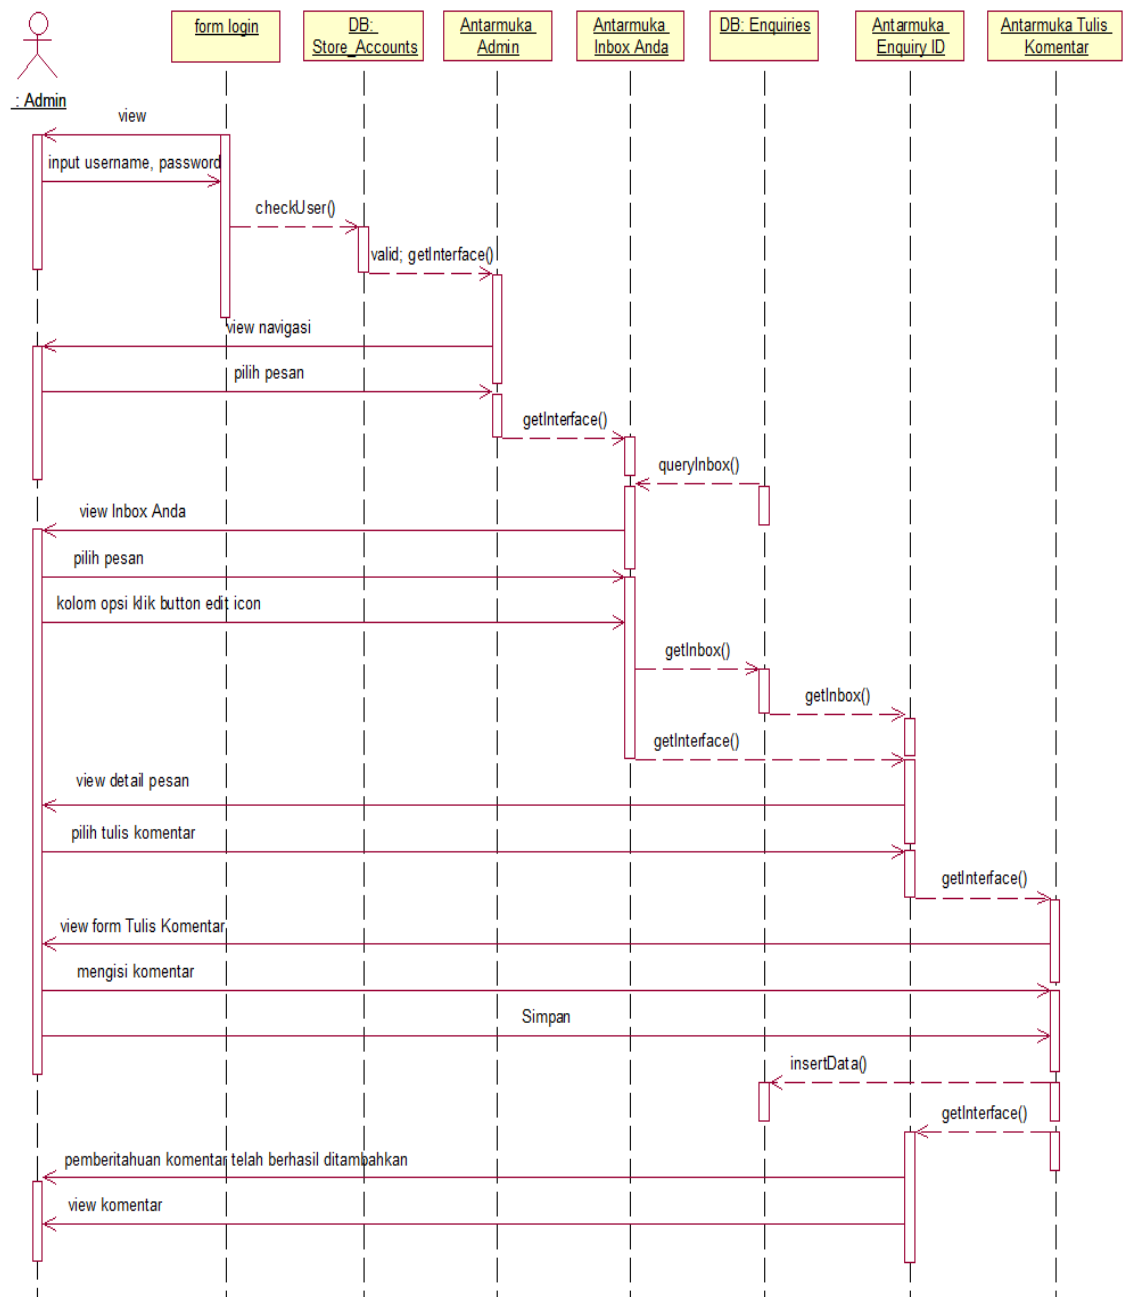 form login
DB:
Store_Accounts
Antarmuka
Admin
Antarmuka
Inbox Anda
DB: Enquiries
Antarmuka
Enquiry ID
Antarmuka Tulis
Komentar
: Admin
view
input username, password
checkUser()
valid; getInterface()
view navigasi
pilih pesan
getInterface()
queryInbox()
view Inbox Anda
pilih pesan
kolom opsi klik button edit icon
getInbox()
getInbox()
getInterface()
view detail pesan
pilih tulis komentar
getInterface()
view form Tulis Komentar
mengisi komentar
Simpan
insertData()
getInterface()
pemberitahuan komentar telah berhasil ditambahkan
view komentar